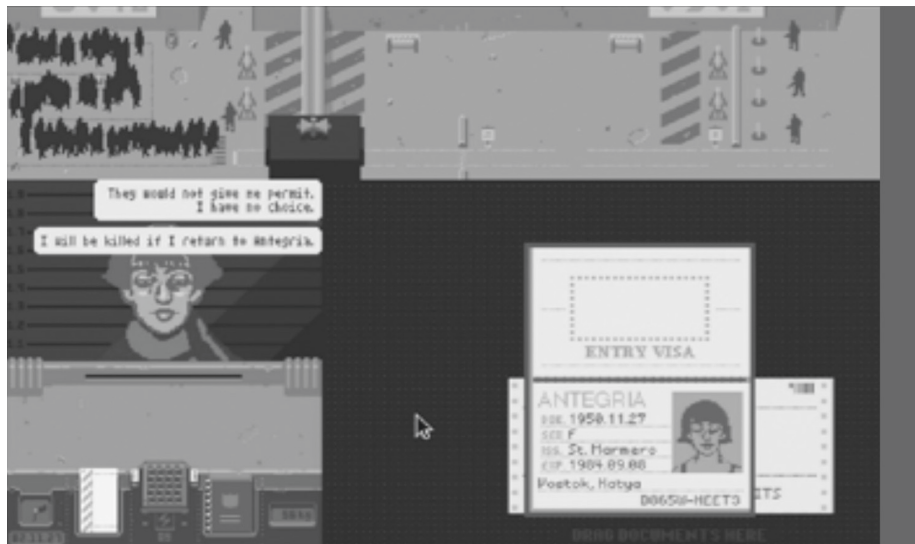 They would not give me permit.
I have no choice.
I will be killed if I return to Antegria.
ENTRY VISA
ANTEGRIA
DOB. 1950.11.27
SEX F
ISS. St. Marmero
EXP. 1984.09.08
Vostok, Katya
ITS
DRAG DOCUMENTS HERE